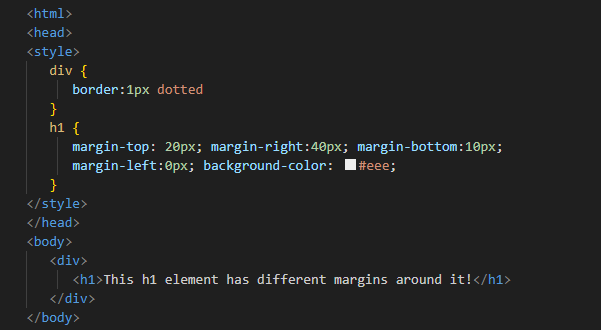 <html>
<head>
<style>
div {
border:1px dotted
}
h1 {
margin-top: 20px; margin-right:40px; margin-bottom:10px;
margin-left:0px; background-color: #eee;
}
</style>
</head>
<body>
<div>
<h1>This h1 element has different margins around it!</h1>
</div>
</body>